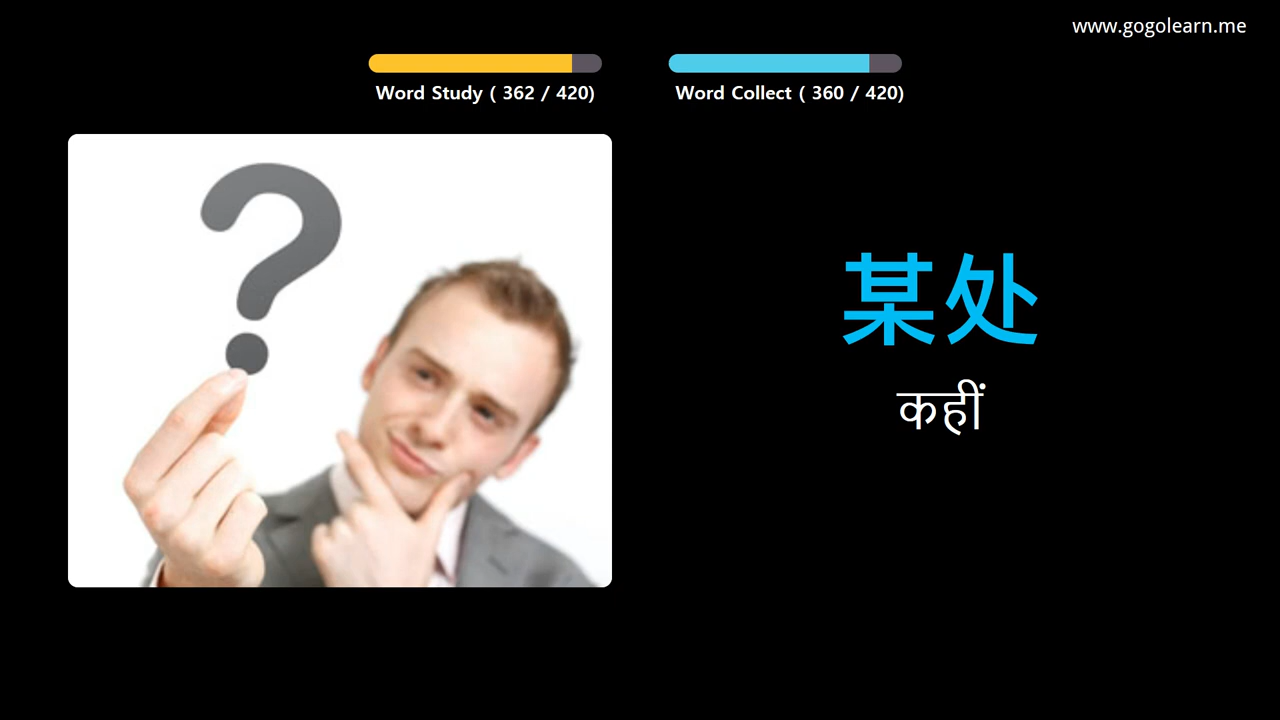 www.gogolearn.me
Word Study ( 362 / 420)
Word Collect ( 360 / 420)
?
某处
कहीं